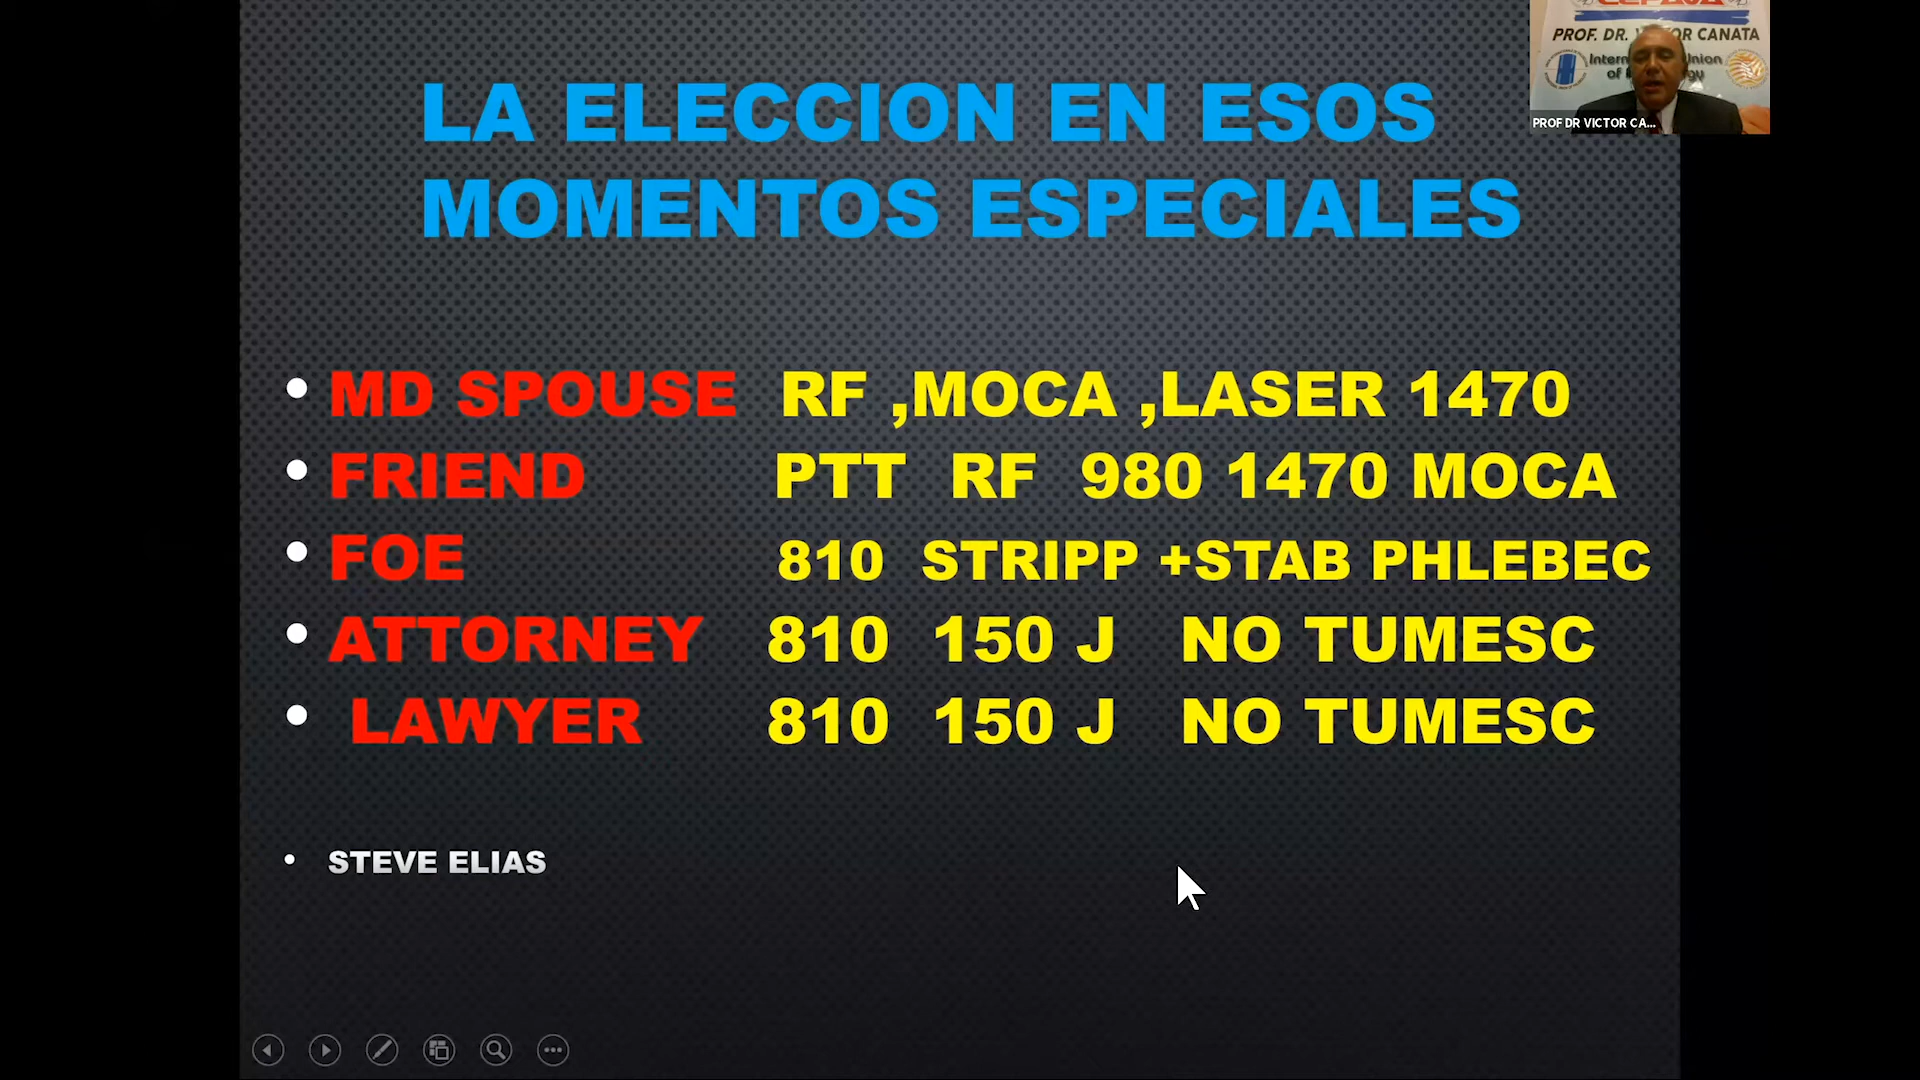 LA ELECCION EN ESOS
MOMENTOS ESPECIALES
PROF. DR. CANATA
PROF DR VICTOR CA...
• MD SPOUSE RF ,MOCA ,LASER 1470
• FRIEND PTT RF 980 1470 MOCA
• FOE 810 STRIPP +STAB PHLEBEC
• ATTORNEY 810 150 J NO TUMESC
• LAWYER 810 150 J NO TUMESC
• STEVE ELIAS